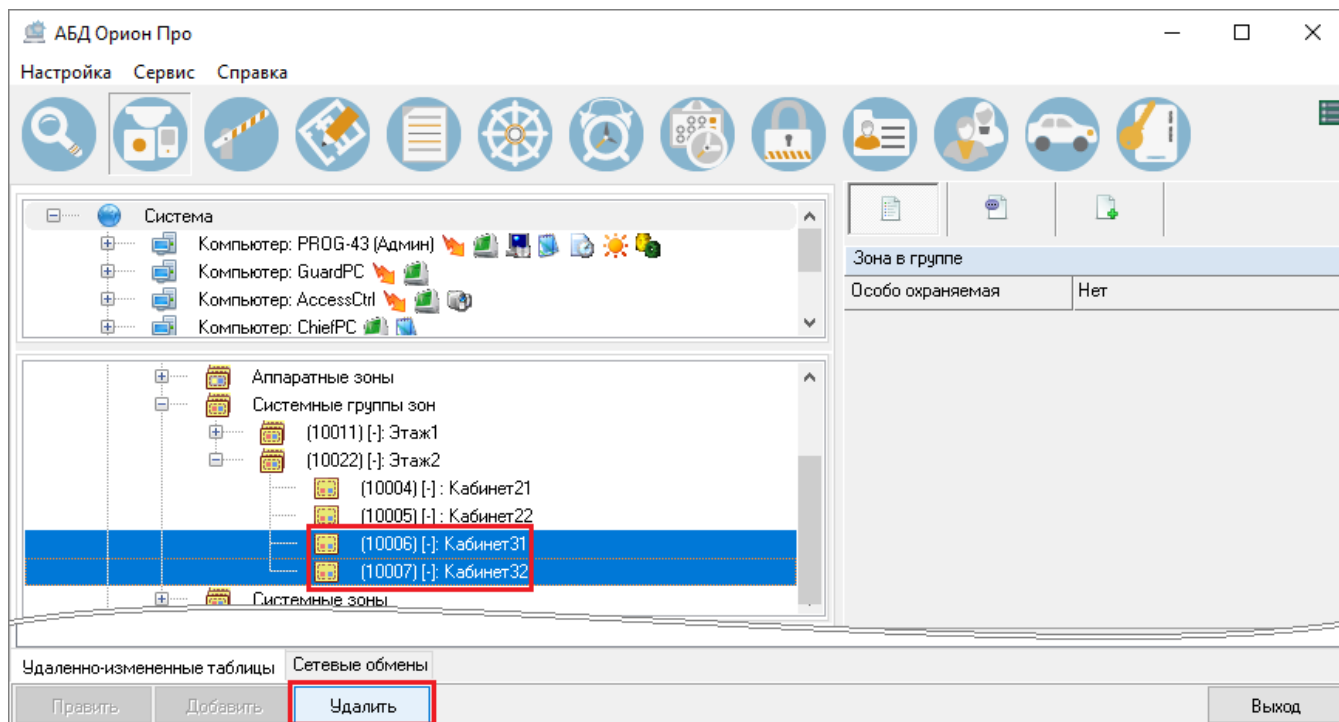 АБД Орион Про
Настройка Сервис Справка
Система
Компьютер: PROG-43 (Админ)
Компьютер: GuardPC
Компьютер: AccessCtrl
Компьютер: ChiefPC
Зона в группе
Особо охраняемая Нет
Аппаратные зоны
Системные группы зон
(10011) [-]: Этаж1
(10022) [-]: Этаж2
(10004) [-] : Кабинет21
(10005) [-] : Кабинет22
(10006) [-]: Кабинет31
(10007) [-]: Кабинет32
Системные зоны
Удаленно-измененные таблицы Сетевые обмены
Править Добавить Удалить Выход